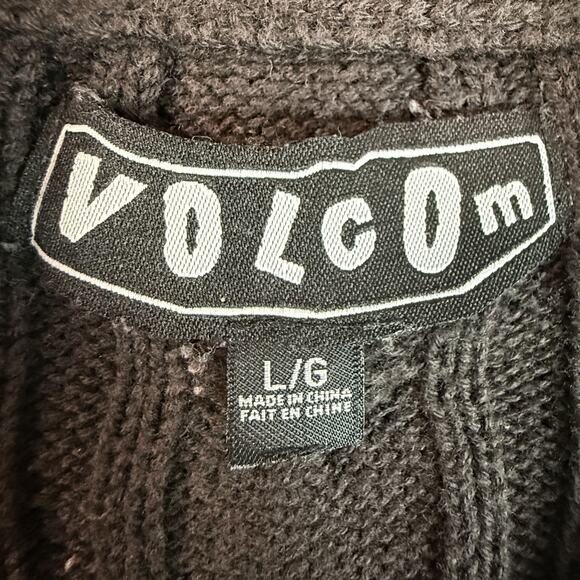 VOLCOm
L/G
MADE IN CHINA
FAIT EN CHINE